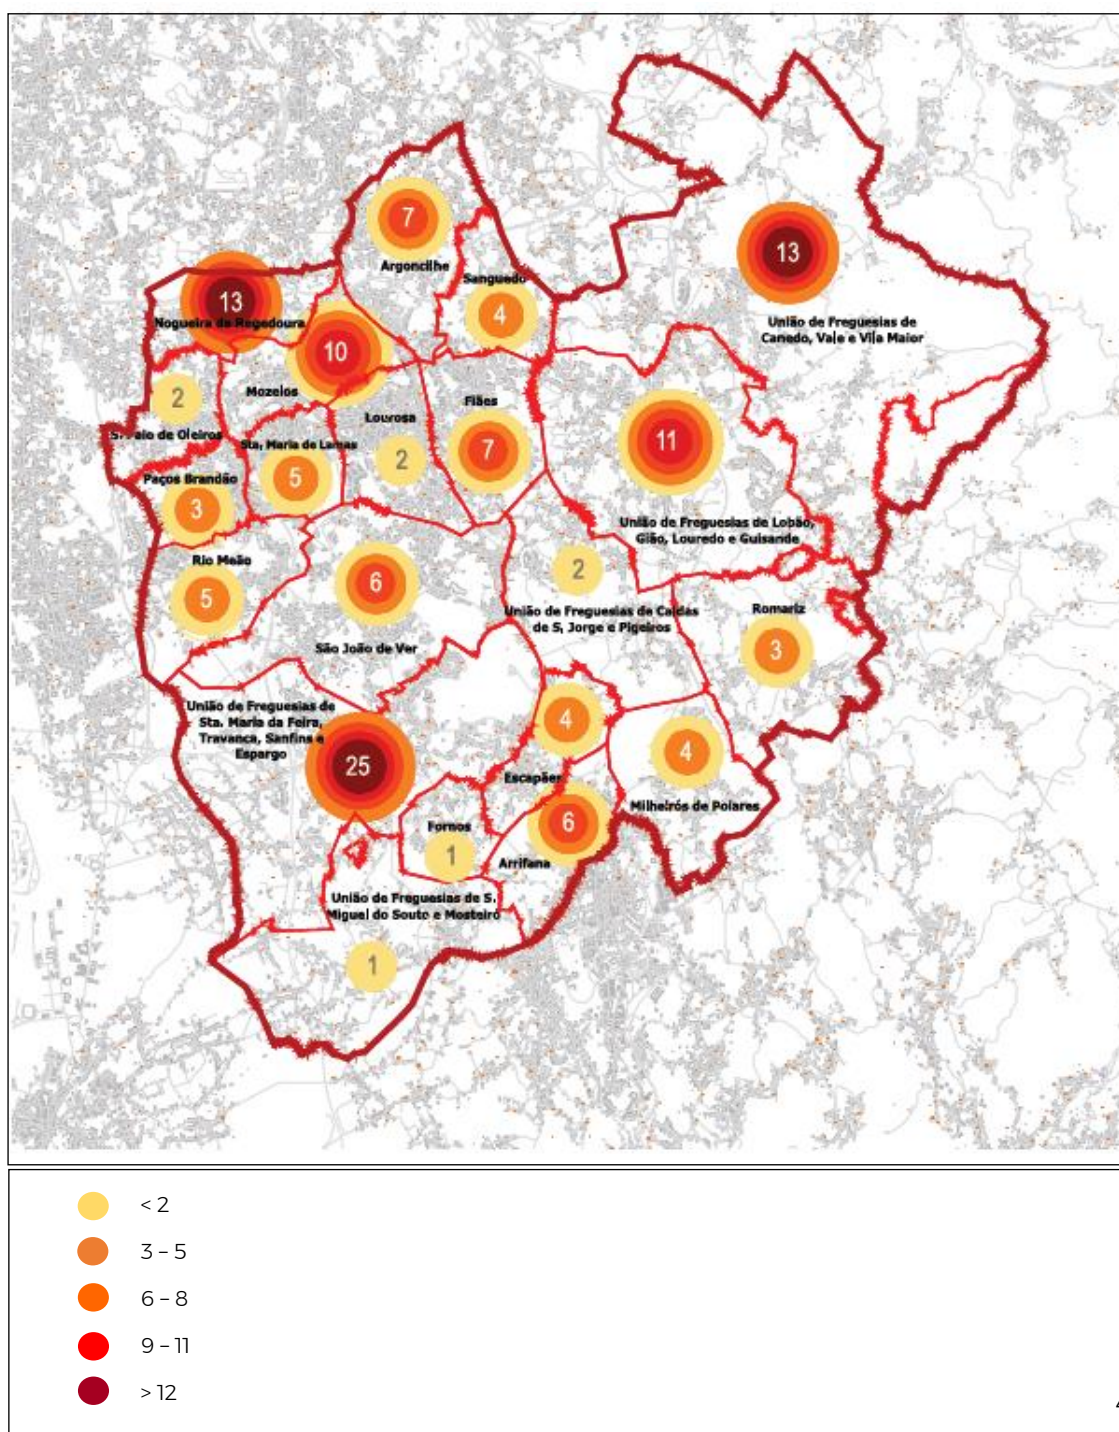 7
Argoncilhe
Sanguedo
4
13
União de Freguesias de
Canedo, Vale e Vila Maior
13
Nogueira da Regedoura
10
Mozelos
2
S. Paio de Oleiros
Lourosa
2
Fiães
7
11
União de Freguesias de Lobão,
Gião, Louredo e Guisande
Sta. Maria de Lamas
5
Paços Brandão
3
Rio Meão
5
6
São João de Ver
2
União de Freguesias de Caldas
de S. Jorge e Pigeiros
Romariz
3
União de Freguesias de
Sta. Maria da Feira,
Travanca, Sanfins e
Espargo
25
4
Escapães
4
Milheirós de Poiares
Fornos
1
6
Arrifana
União de Freguesias de S.
Miguel do Souto e Mosteiro
1
< 2
3 – 5
6 – 8
9 – 11
> 12